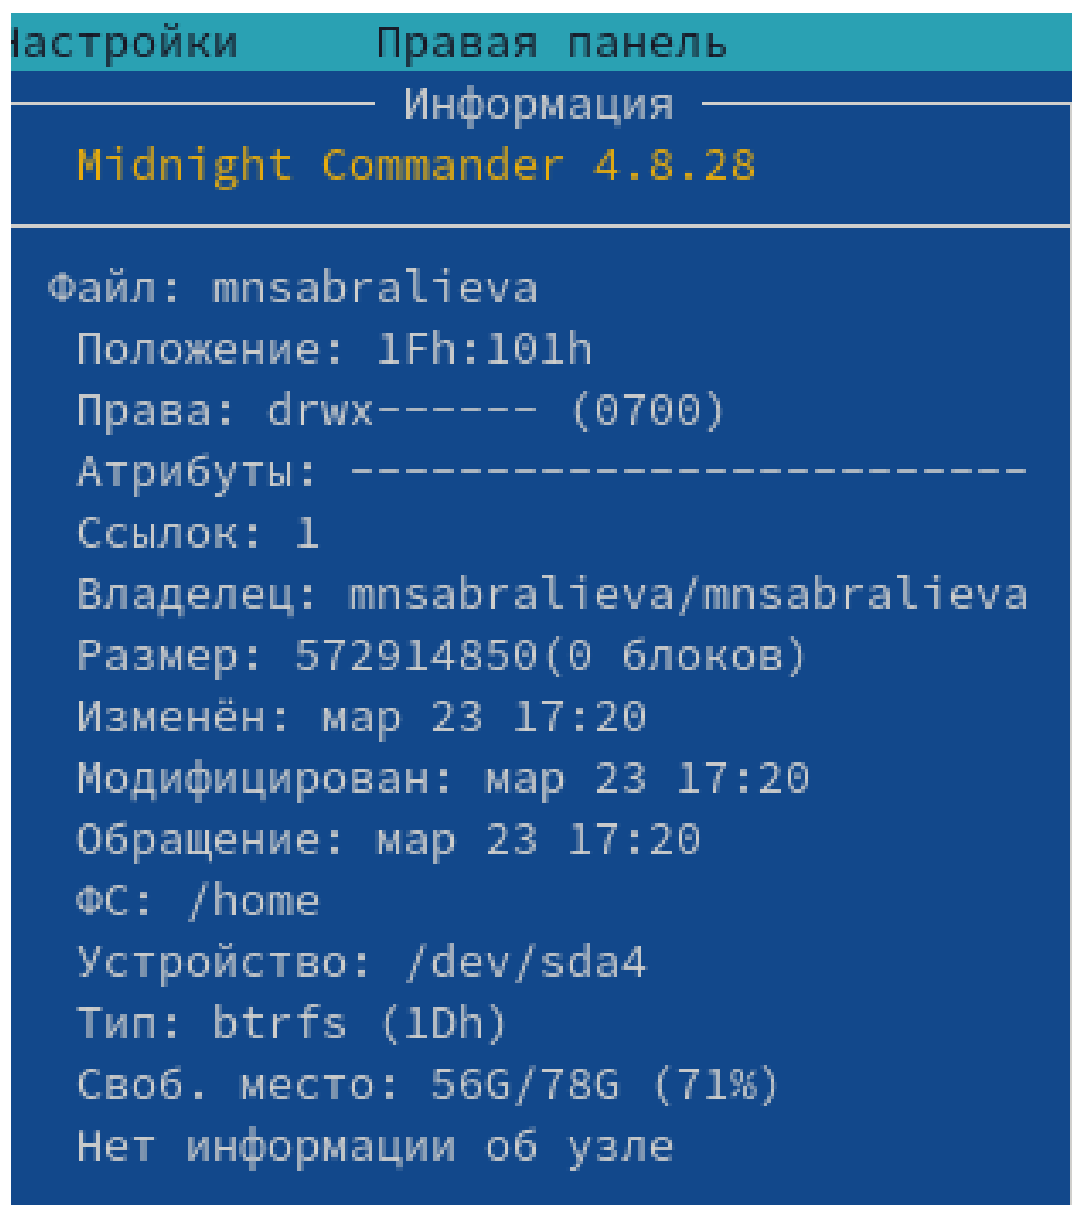 Настройки Правая панель
Информация
Midnight Commander 4.8.28
Файл: mnsabralieva
Положение: 1Fh:101h
Права: drwx------ (0700)
Атрибуты: -------------------------
Ссылок: 1
Владелец: mnsabralieva/mnsabralieva
Размер: 572914850(0 блоков)
Изменён: мар 23 17:20
Модифицирован: мар 23 17:20
Обращение: мар 23 17:20
ФС: /home
Устройство: /dev/sda4
Тип: btrfs (1Dh)
Своб. место: 56G/78G (71%)
Нет информации об узле